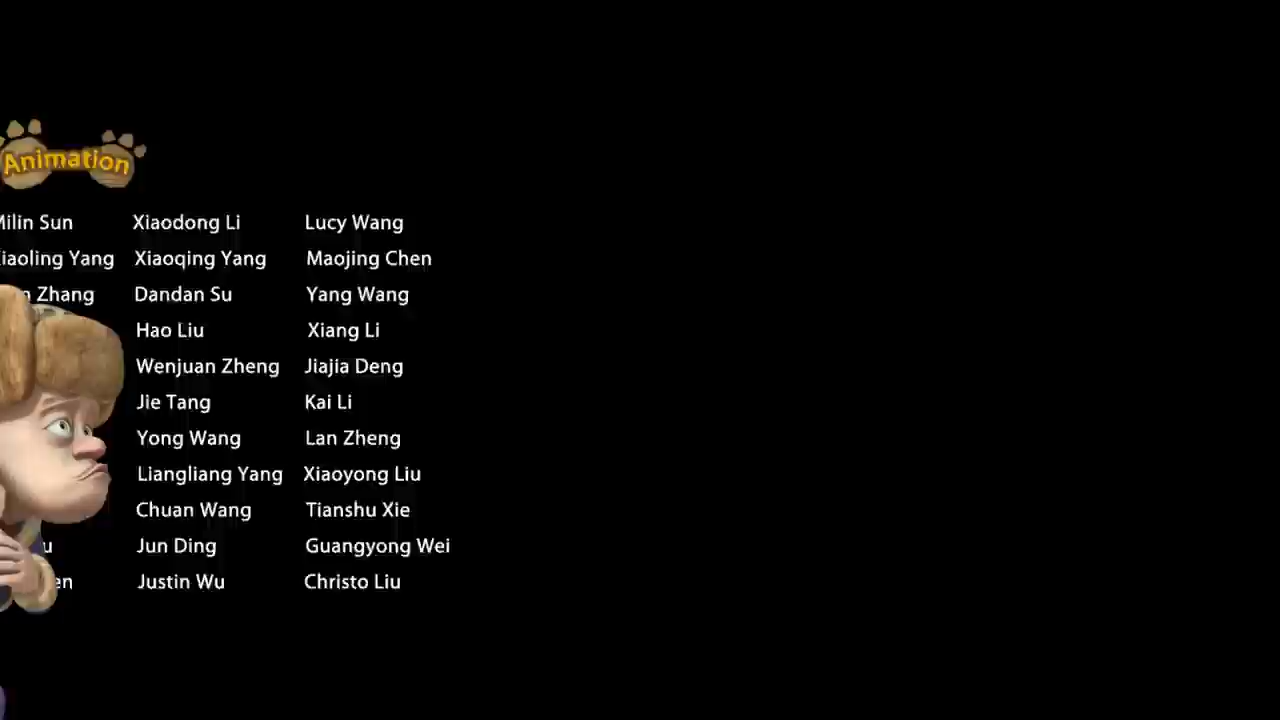 Animation
Sun Xiaodong Li Lucy Wang
Yang Xiaoqing Yang Maojing Chen
Zhang Dandan Su Yang Wang
Hao Liu Xiang Li
Wenjuan Zheng Jiajia Deng
Jie Tang Kai Li
Yong Wang Lan Zheng
Liangliang Yang Xiaoyong Liu
Chuan Wang Tianshu Xie
Jun Ding Guangyong Wei
Justin Wu Christo Liu